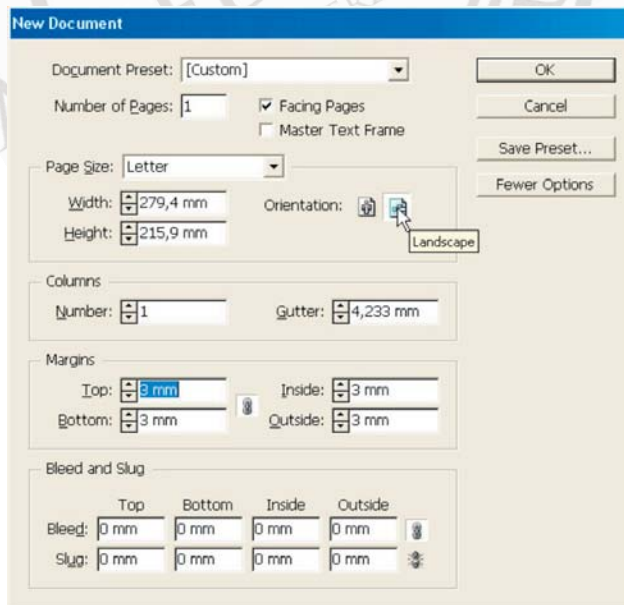 New Document
Document Preset: [Custom]
OK
Number of Pages: 1
Facing Pages
Cancel
Master Text Frame
Save Preset...
Page Size: Letter
Fewer Options
Width: 279,4 mm
Orientation:
Height: 215,9 mm
Landscape
Columns
Number: 1
Gutter: 4,233 mm
Margins
Top: 3 mm
Inside: 3 mm
Bottom: 3 mm
Outside: 3 mm
Bleed and Slug
Top Bottom Inside Outside
Bleed: 0 mm 0 mm 0 mm 0 mm
Slug: 0 mm 0 mm 0 mm 0 mm